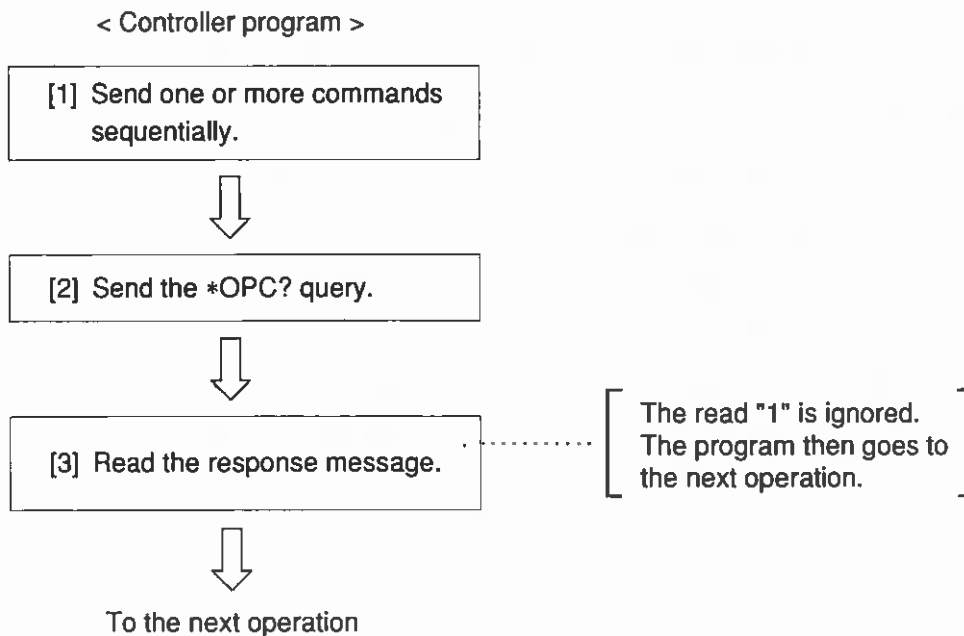 < Controller program >
[1] Send one or more commands
sequentially.
[2] Send the *OPC? query.
[3] Read the response message.
The read "1" is ignored.
The program then goes to
the next operation.
To the next operation